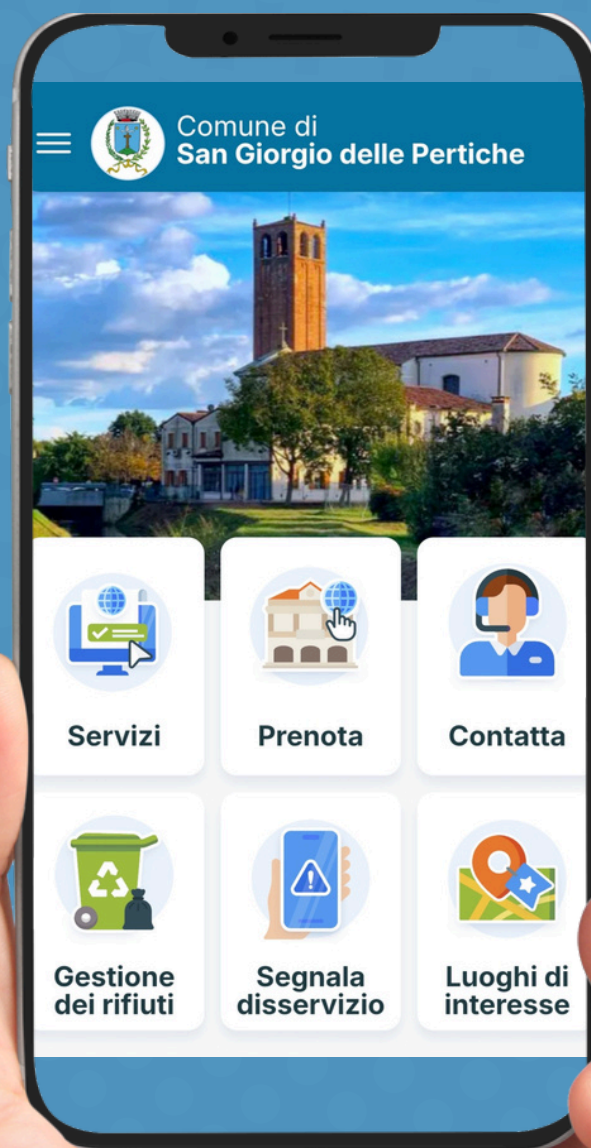 Comune di
San Giorgio delle Pertiche
Servizi
Prenota
Contatta
Gestione
dei rifiuti
Segnala
disservizio
Luoghi di
interesse